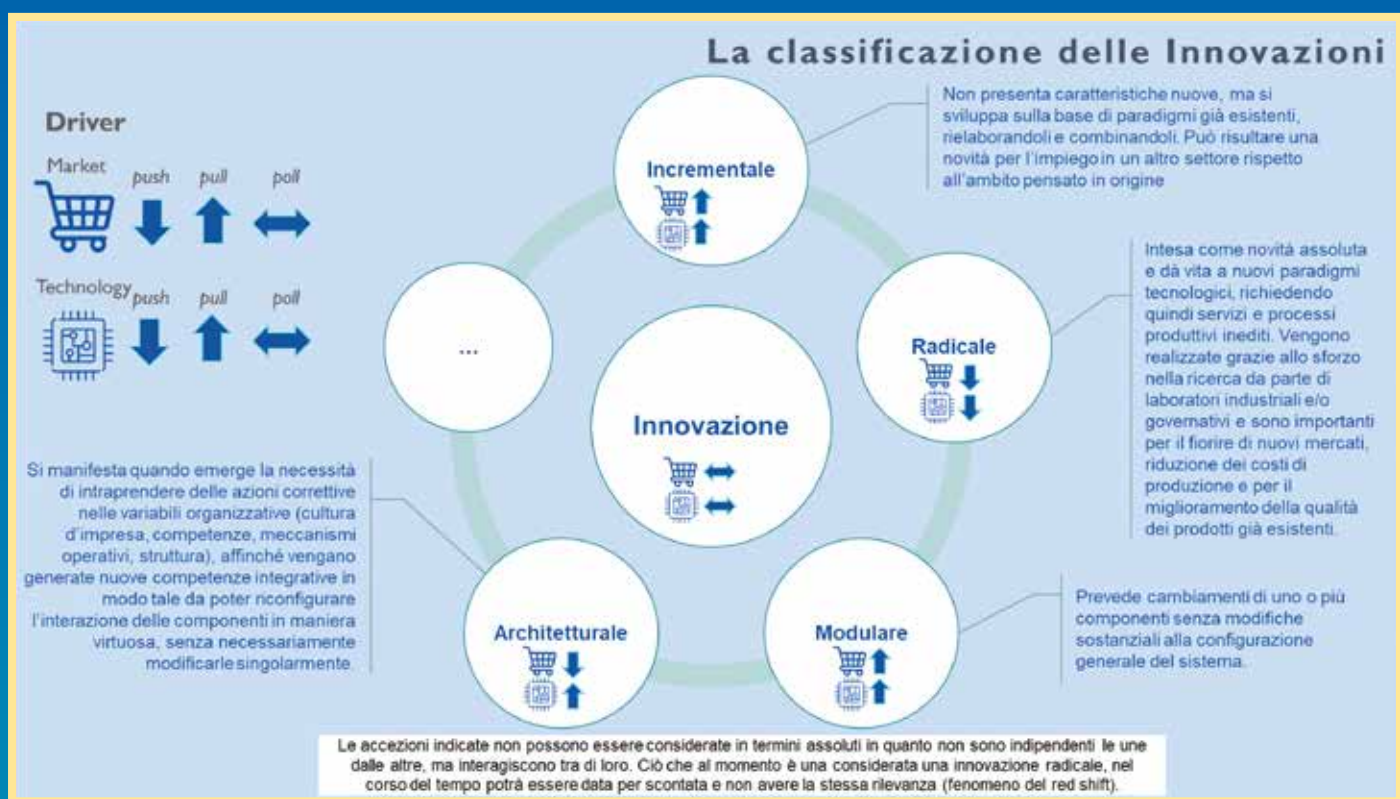 La classificazione delle Innovazioni
Driver
Market
push pull poll
Technology
push pull poll
Incrementale
Non presenta caratteristiche nuove, ma si
sviluppa sulla base di paradigmi già esistenti,
rielaborandoli e combinandoli. Può risultare una
novità per l'impiego in un altro settore rispetto
all'ambito pensato in origine
Radicale
Intesa come novità assoluta
e dà vita a nuovi paradigmi
tecnologici, richiedendo
quindi servizi e processi
produttivi inediti. Vengono
realizzate grazie allo sforzo
nella ricerca da parte di
laboratori industriali e/o
governativi e sono importanti
per il fiorire di nuovi mercati,
riduzione dei costi di
produzione e per il
miglioramento della qualità
dei prodotti già esistenti.
...
Innovazione
Si manifesta quando emerge la necessità
di intraprendere delle azioni correttive
nelle variabili organizzative (cultura
d'impresa, competenze, meccanismi
operativi, struttura), affinché vengano
generate nuove competenze integrative in
modo tale da poter riconfigurare
l'interazione delle componenti in maniera
virtuosa, senza necessariamente
modificarle singolarmente.
Architetturale
Modulare
Prevede cambiamenti di uno o più
componenti senza modifiche
sostanziali alla configurazione
generale del sistema.
Le accezioni indicate non possono essere considerate in termini assoluti in quanto non sono indipendenti le une
dalle altre, ma interagiscono tra di loro. Ciò che al momento è una considerata una innovazione radicale, nel
corso del tempo potrà essere data per scontata e non avere la stessa rilevanza (fenomeno del red shift).